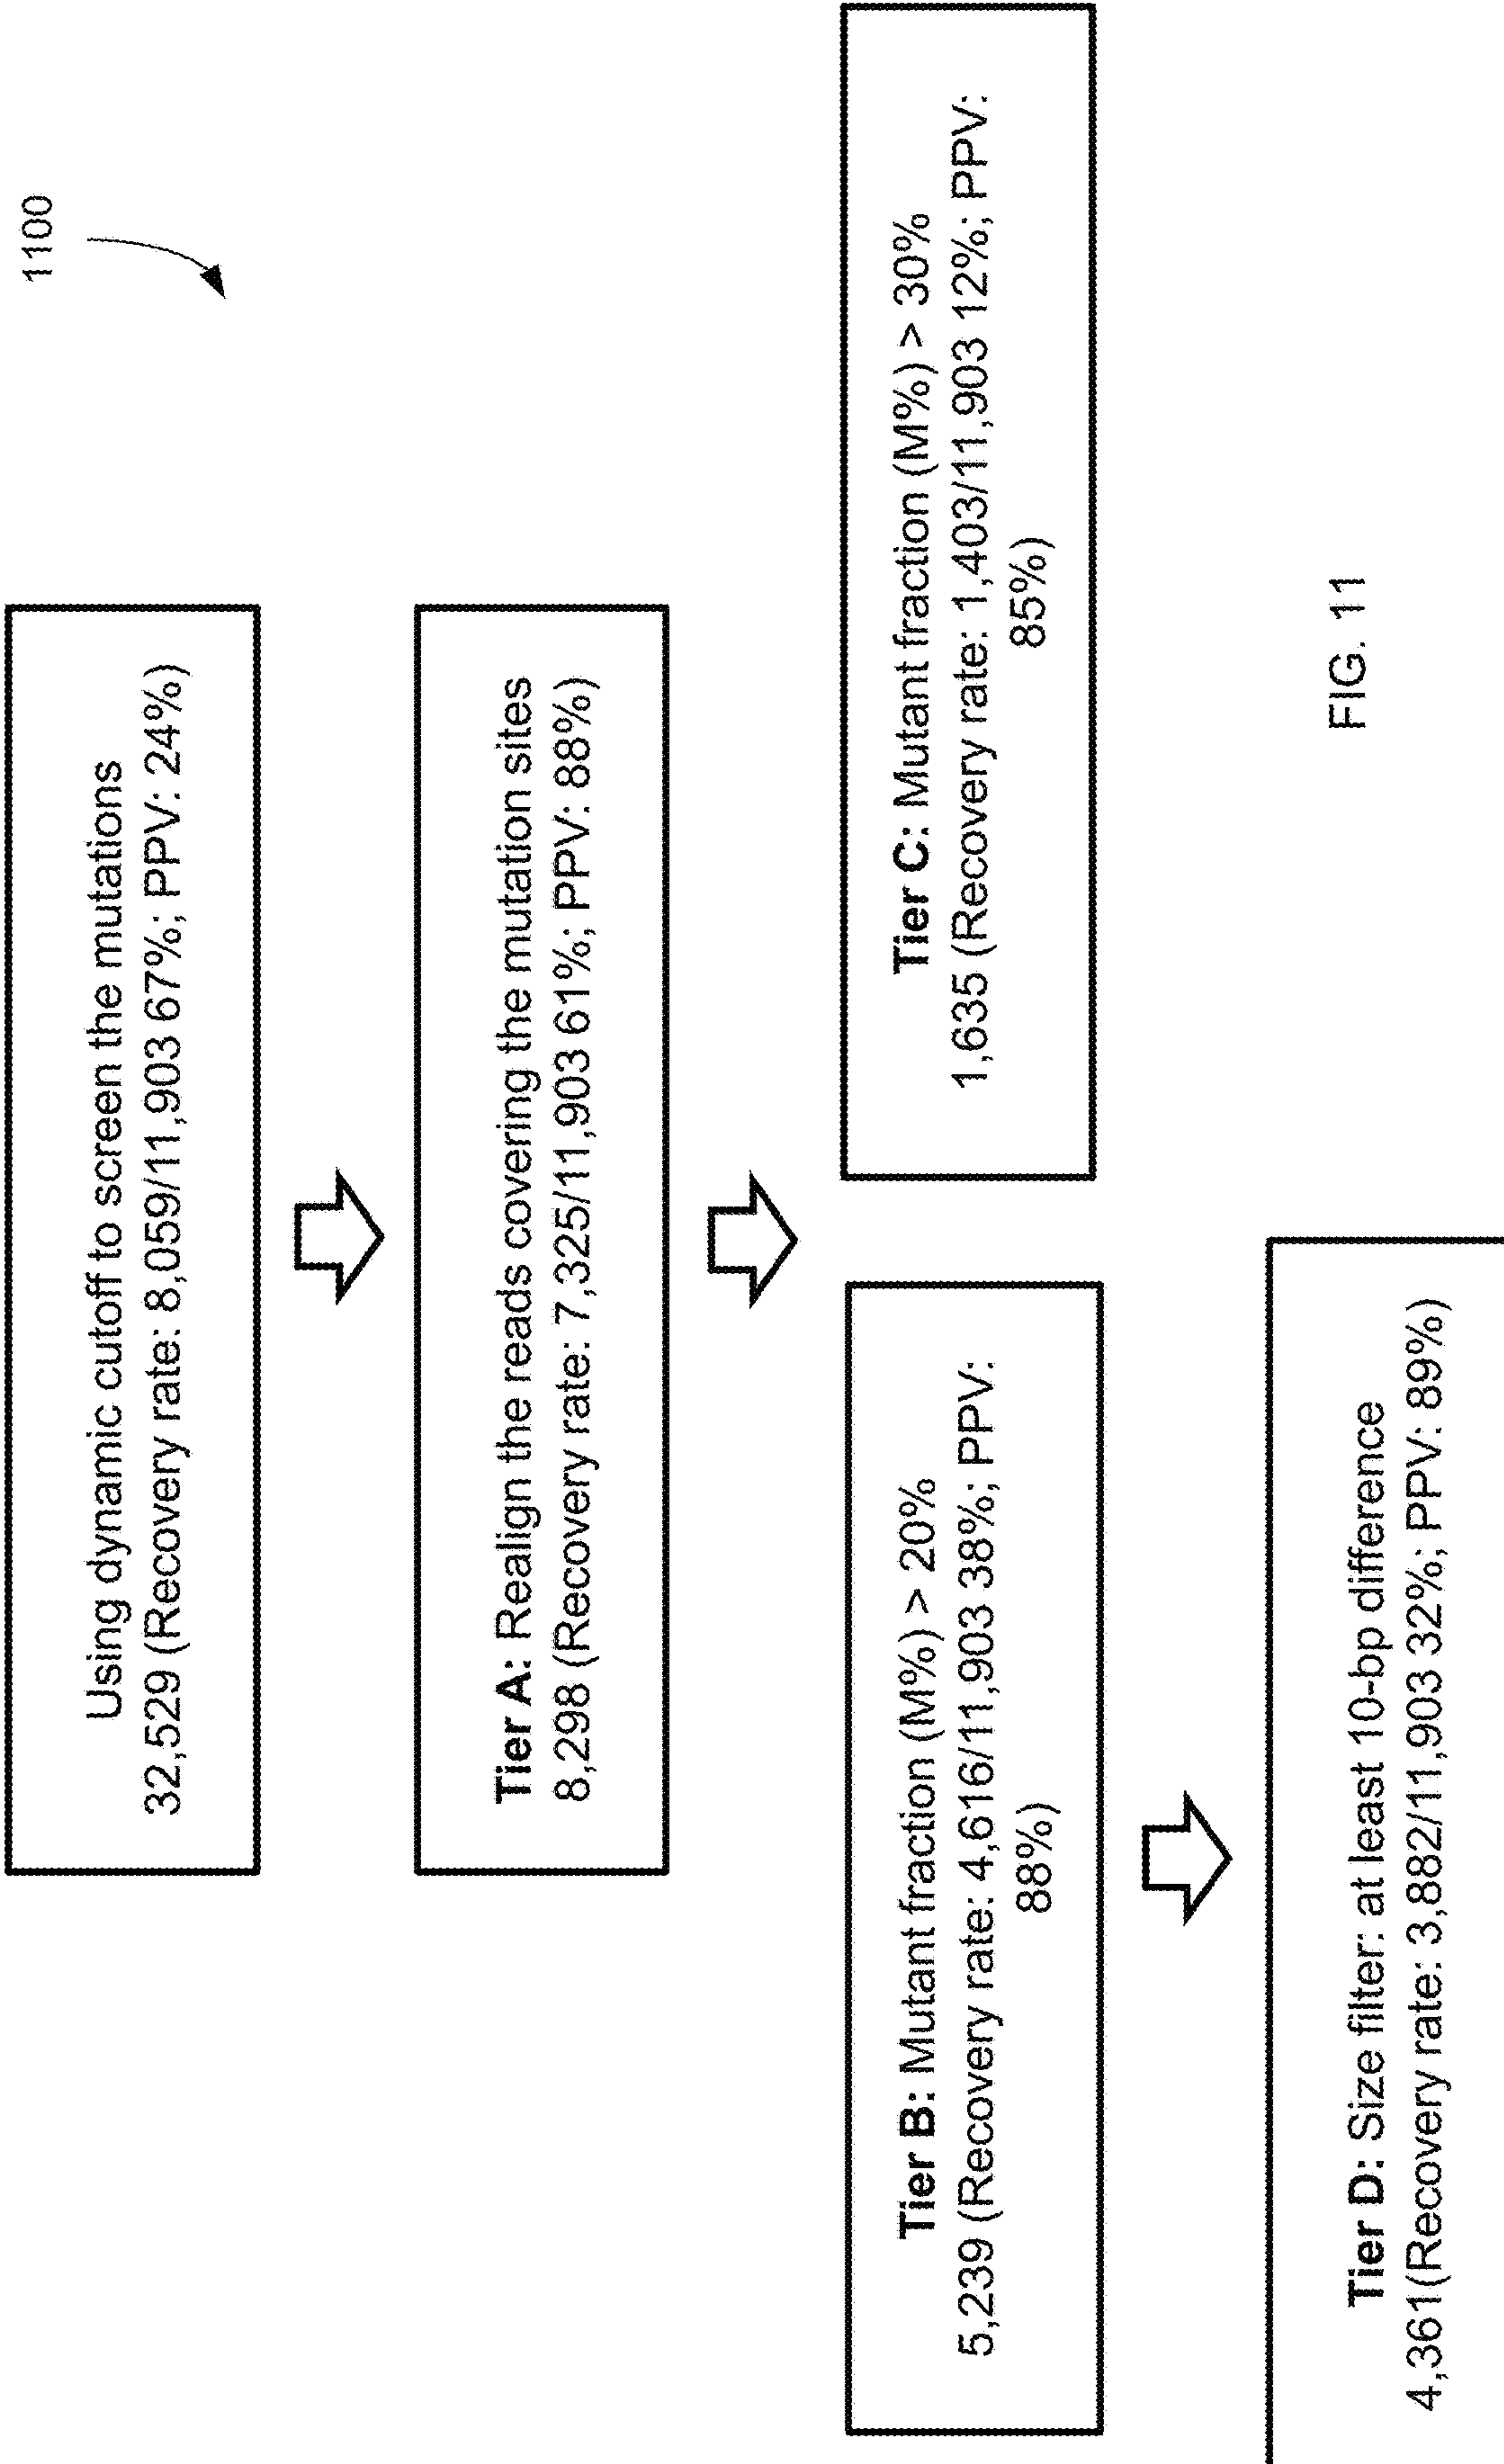 1100
Using dynamic cutoff to screen the mutations
32,529 (Recovery rate: 8,059/11,903 67%; PPV: 24%)
Tier A: Realign the reads covering the mutation sites
8,298 (Recovery rate: 7,325/11,903 61%; PPV: 88%)
Tier B: Mutant fraction (M%) > 20%
5,239 (Recovery rate: 4,616/11,903 38%; PPV:
88%)
Tier C: Mutant fraction (M%) > 30%
1,635 (Recovery rate: 1,403/11,903 12%; PPV:
85%)
Tier D: Size filter: at least 10-bp difference
4,361(Recovery rate: 3,882/11,903 32%; PPV: 89%)
FIG. 11